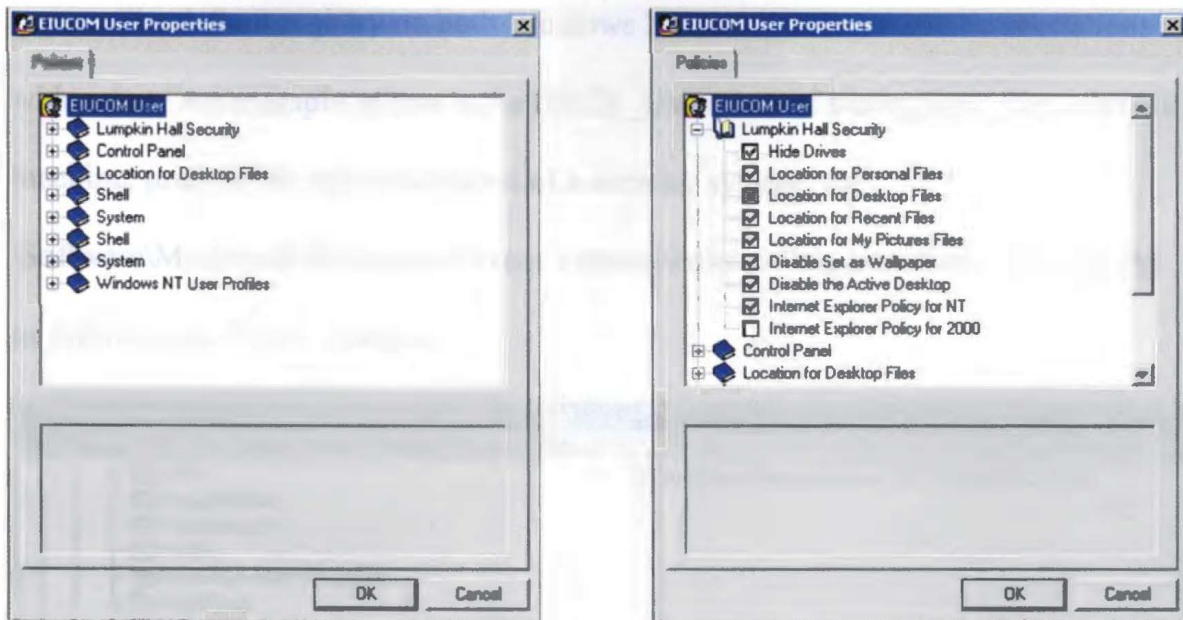 EIUCOM User Properties
Policies
EIUCOM User
Lumpkin Hall Security
Control Panel
Location for Desktop Files
Shell
System
Shell
System
Windows NT User Profiles
OK
Cancel
EIUCOM User Properties
Policies
EIUCOM User
Lumpkin Hall Security
Hide Drives
Location for Personal Files
Location for Desktop Files
Location for Recent Files
Location for My Pictures Files
Disable Set as Wallpaper
Disable the Active Desktop
Internet Explorer Policy for NT
Internet Explorer Policy for 2000
Control Panel
Location for Desktop Files
OK
Cancel